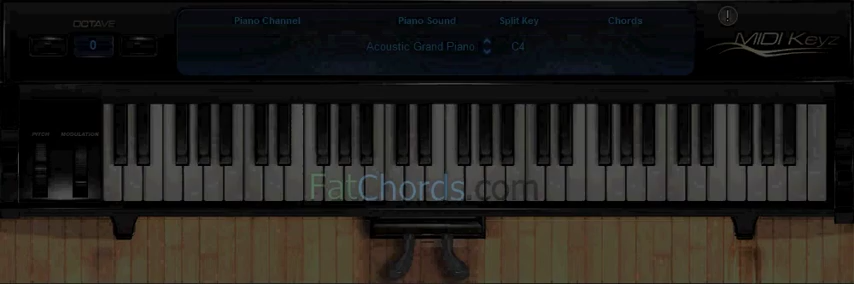 OCTAVE
Piano Channel Piano Sound Split Key Chords
0
Acoustic Grand Piano C4
MIDI Keyz
PITCH MODULATION
FatChords.com